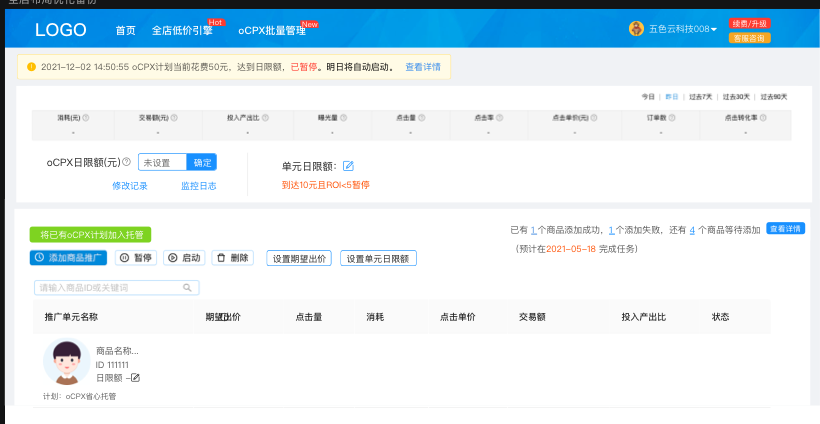 全店布局优化备份
LOGO 首页 全店低价引擎 Hot oCPX批量管理 New 五色云科技008 续费/升级
客服咨询
2021-12-02 14:50:55 oCPX计划当前花费50元，达到日限额，已暂停。明日将自动启动。 查看详情
今日 | 昨日 | 过去7天 | 过去30天 | 过去90天
消耗(元) 交易额(元) 投入产出比 曝光量 点击量 点击率 点击单价(元) 订单数 点击转化率
- - - - - - - - -
oCPX日限额(元) 未设置 确定 单元日限额：
修改记录 监控日志 到达10元且ROI<5暂停
将已有oCPX计划加入托管 已有 1个商品添加成功，1个添加失败，还有 4 个商品等待添加 查看详情
（预计在2021-05-18 完成任务）
添加商品推广 暂停 启动 删除 设置期望出价 设置单元日限额
请输入商品ID或关键词
推广单元名称 期望出价 点击量 消耗 点击单价 交易额 投入产出比 状态
商品名称...
ID 111111
日限额 -
计划：oCPX省心托管